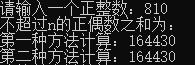 请输入一个正整数：810
不超过n的正偶数之和为：
第一种方法计算：164430
第二种方法计算：164430